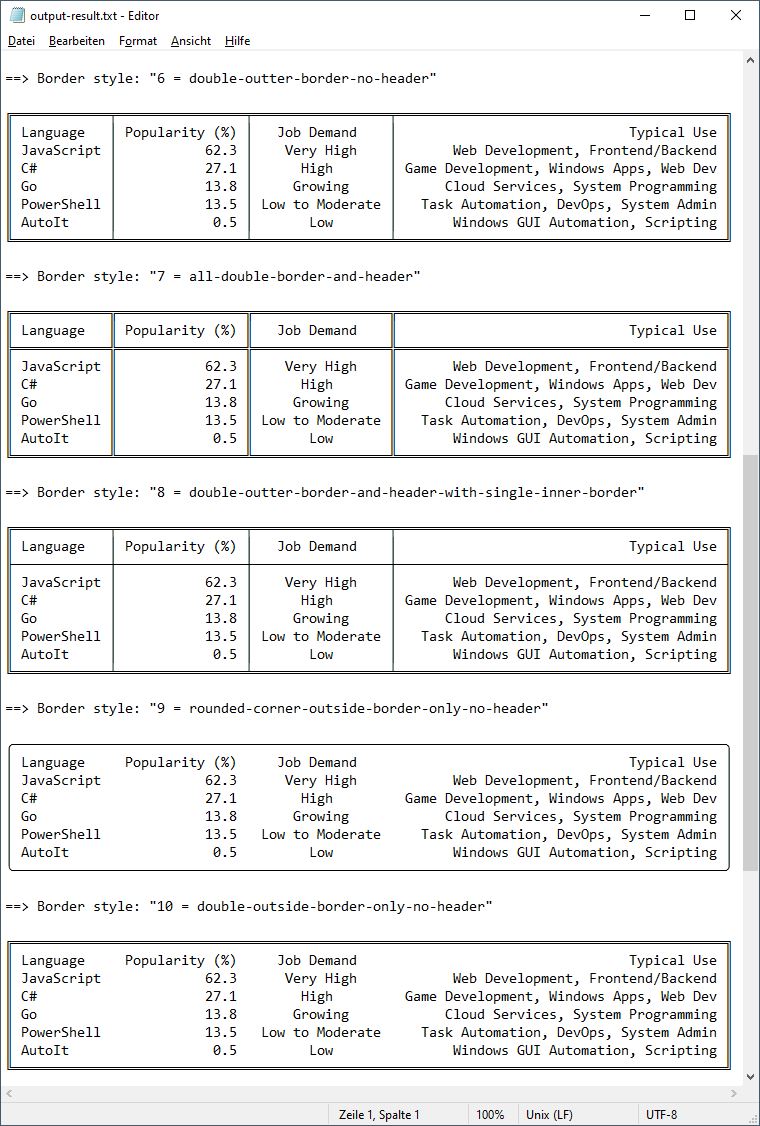 output-result.txt - Editor
Datei Bearbeiten Format Ansicht Hilfe
==> Border style: "6 = double-outter-border-no-header"
Language Popularity (%) Job Demand Typical Use
JavaScript 62.3 Very High Web Development, Frontend/Backend
C# 27.1 High Game Development, Windows Apps, Web Dev
Go 13.8 Growing Cloud Services, System Programming
PowerShell 13.5 Low to Moderate Task Automation, DevOps, System Admin
AutoIt 0.5 Low Windows GUI Automation, Scripting
==> Border style: "7 = all-double-border-and-header"
Language Popularity (%) Job Demand Typical Use
JavaScript 62.3 Very High Web Development, Frontend/Backend
C# 27.1 High Game Development, Windows Apps, Web Dev
Go 13.8 Growing Cloud Services, System Programming
PowerShell 13.5 Low to Moderate Task Automation, DevOps, System Admin
AutoIt 0.5 Low Windows GUI Automation, Scripting
==> Border style: "8 = double-outter-border-and-header-with-single-inner-border"
Language Popularity (%) Job Demand Typical Use
JavaScript 62.3 Very High Web Development, Frontend/Backend
C# 27.1 High Game Development, Windows Apps, Web Dev
Go 13.8 Growing Cloud Services, System Programming
PowerShell 13.5 Low to Moderate Task Automation, DevOps, System Admin
AutoIt 0.5 Low Windows GUI Automation, Scripting
==> Border style: "9 = rounded-corner-outside-border-only-no-header"
Language Popularity (%) Job Demand Typical Use
JavaScript 62.3 Very High Web Development, Frontend/Backend
C# 27.1 High Game Development, Windows Apps, Web Dev
Go 13.8 Growing Cloud Services, System Programming
PowerShell 13.5 Low to Moderate Task Automation, DevOps, System Admin
AutoIt 0.5 Low Windows GUI Automation, Scripting
==> Border style: "10 = double-outside-border-only-no-header"
Language Popularity (%) Job Demand Typical Use
JavaScript 62.3 Very High Web Development, Frontend/Backend
C# 27.1 High Game Development, Windows Apps, Web Dev
Go 13.8 Growing Cloud Services, System Programming
PowerShell 13.5 Low to Moderate Task Automation, DevOps, System Admin
AutoIt 0.5 Low Windows GUI Automation, Scripting
Zeile 1, Spalte 1 100% Unix (LF) UTF-8